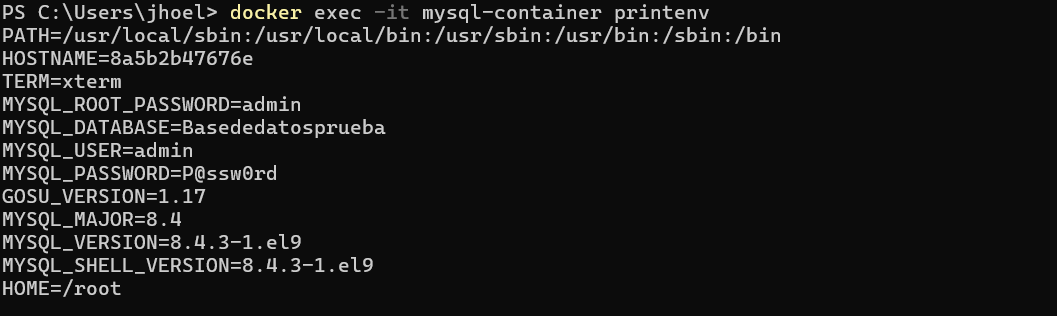 PS C:\Users\jhoel> docker exec -it mysql-container printenv
PATH=/usr/local/sbin:/usr/local/bin:/usr/sbin:/usr/bin:/sbin:/bin
HOSTNAME=8a5b2b47676e
TERM=xterm
MYSQL_ROOT_PASSWORD=admin
MYSQL_DATABASE=Basededatosprueba
MYSQL_USER=admin
MYSQL_PASSWORD=P@ssw0rd
GOSU_VERSION=1.17
MYSQL_MAJOR=8.4
MYSQL_VERSION=8.4.3-1.el9
MYSQL_SHELL_VERSION=8.4.3-1.el9
HOME=/root